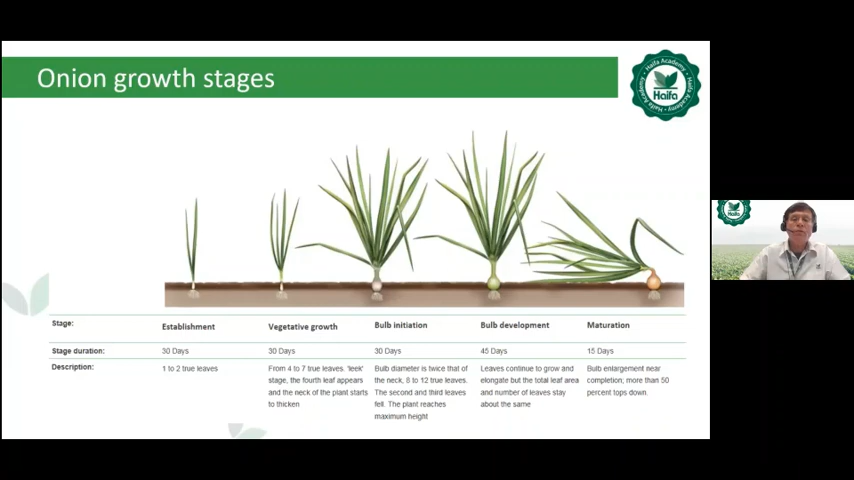 Onion growth stages
Haifa Academy
Haifa
Haifa Academy
Haifa
Stage:
Establishment
Vegetative growth
Bulb initiation
Bulb development
Maturation
Stage duration:
30 Days
30 Days
30 Days
45 Days
15 Days
Description:
1 to 2 true leaves
From 4 to 7 true leaves. 'leek'
stage, the fourth leaf appears
and the neck of the plant starts
to thicken
Bulb diameter is twice that of
the neck, 8 to 12 true leaves.
The second and third leaves
fell. The plant reaches
maximum height
Leaves continue to grow and
elongate but the total leaf area
and number of leaves stay
about the same
Bulb enlargement near
completion; more than 50
percent tops down.